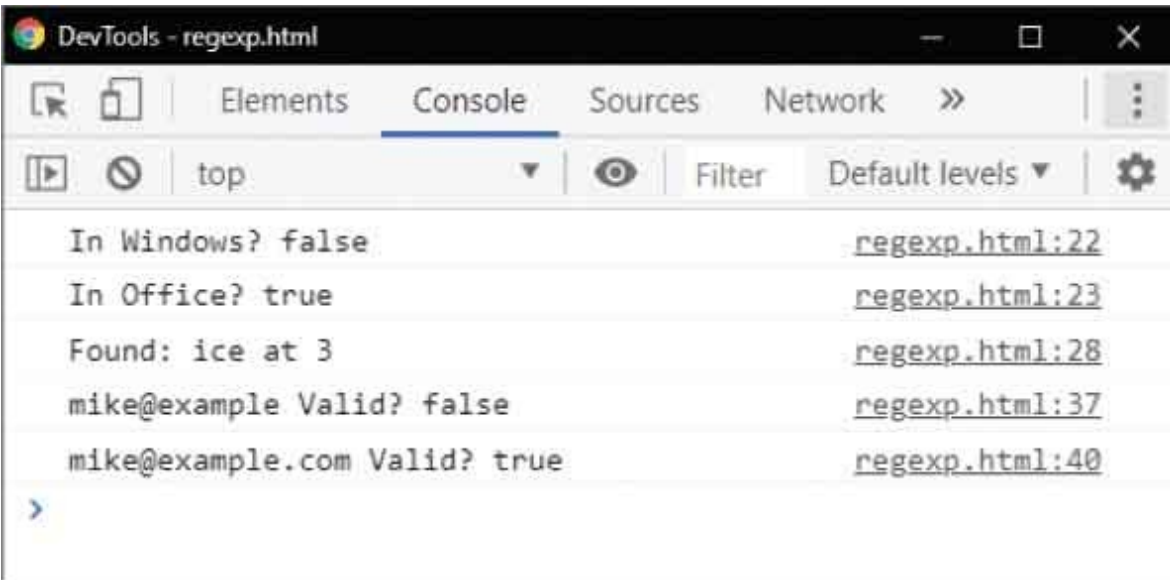 DevTools - regexp.html
Elements Console Sources Network »
top Filter Default levels
In Windows? false regexp.html:22
In Office? true regexp.html:23
Found: ice at 3 regexp.html:28
mike@example Valid? false regexp.html:37
mike@example.com Valid? true regexp.html:40